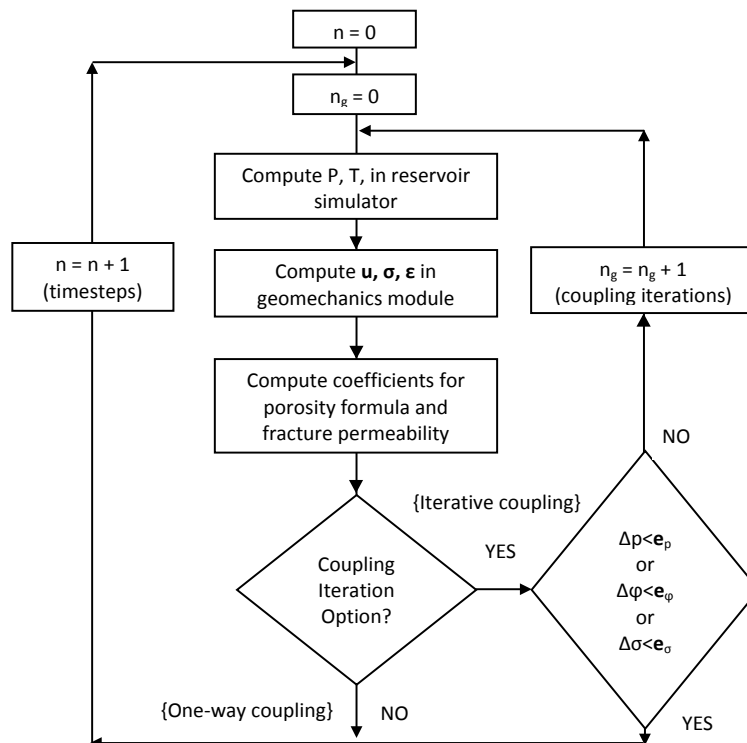 n = 0
n_g = 0
Compute P, T, in reservoir
simulator
Compute u, σ, ε in
geomechanics module
Compute coefficients for
porosity formula and
fracture permeability
n = n + 1
(timesteps)
n_g = n_g + 1
(coupling iterations)
NO
{Iterative coupling}
YES
Coupling
Iteration
Option?
Δp<e_p
or
Δφ<e_φ
or
Δσ<e_σ
{One-way coupling}
NO
YES